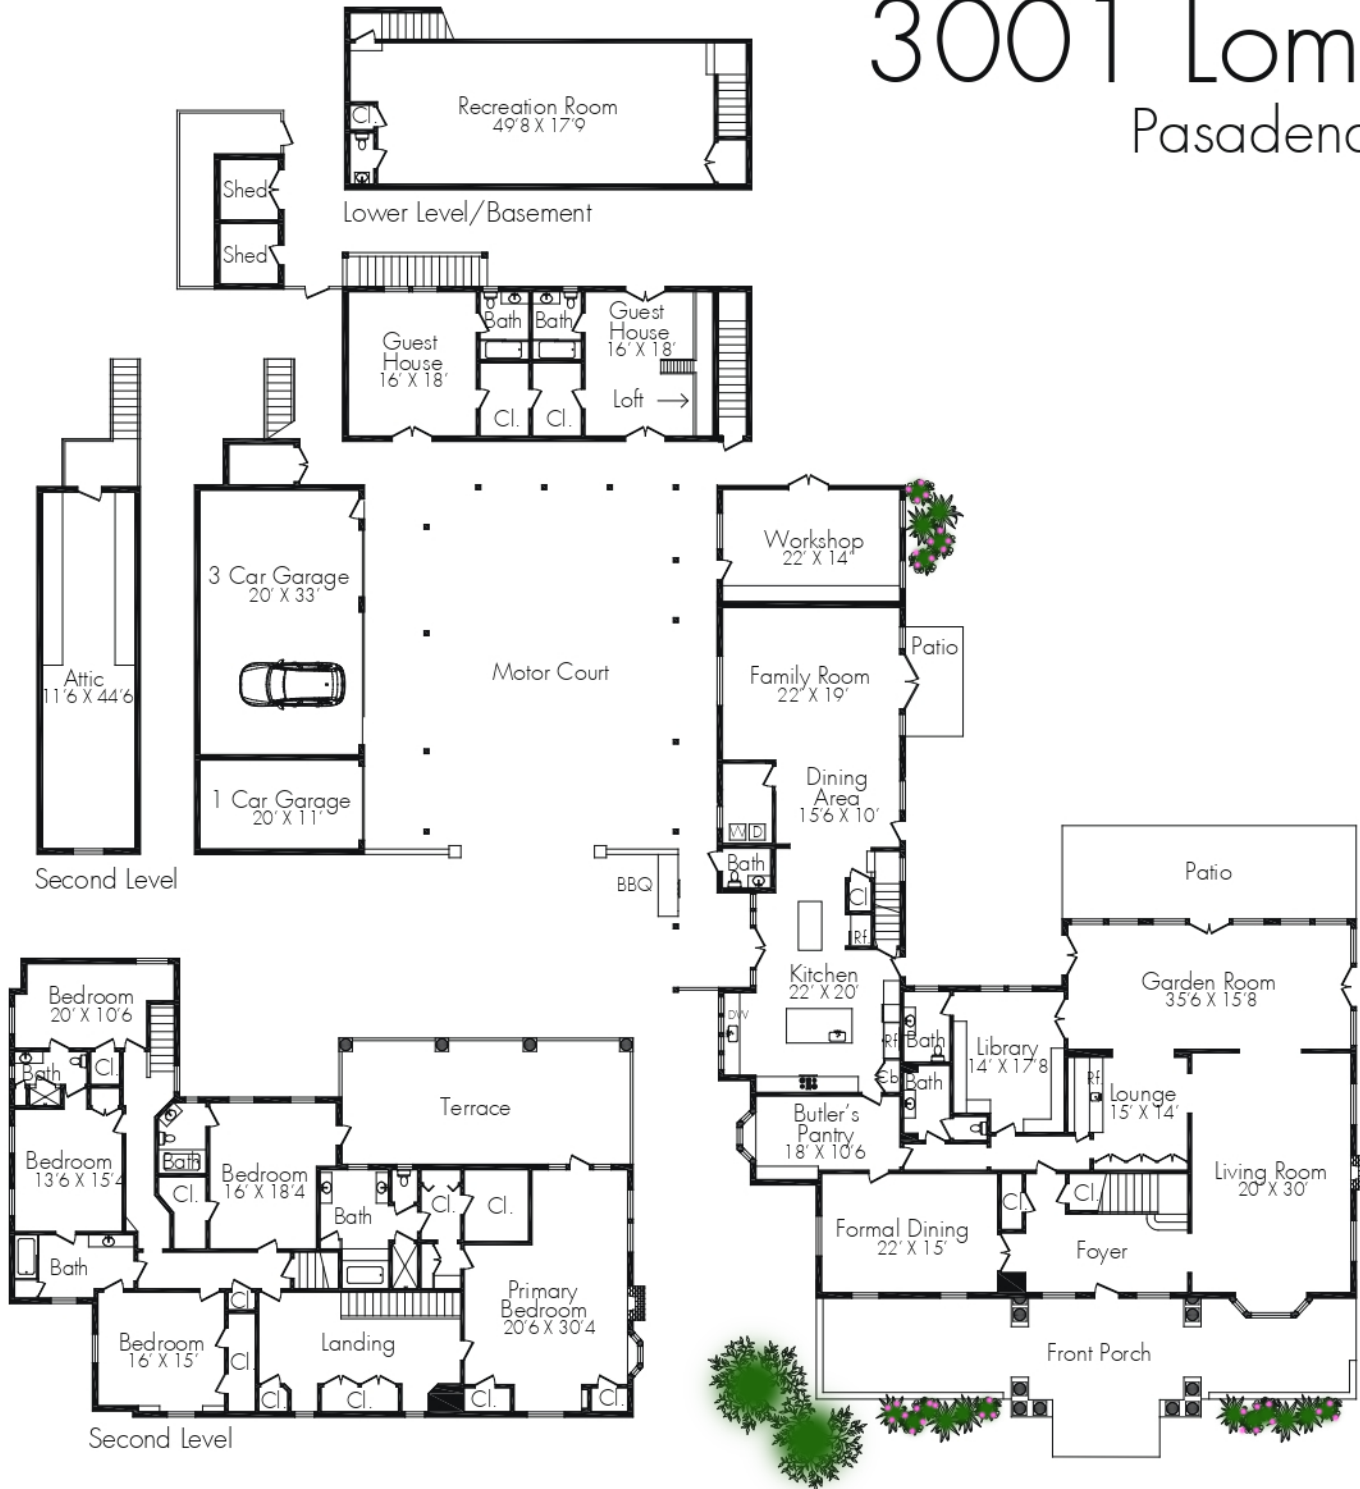 3001 Lom
Pasadena
Recreation Room
49'8 X 17'9
Cl.
Lower Level/Basement
Shed
Shed
Guest
House
16' X 18'
Bath
Bath
Guest
House
16' X 18'
Loft
Cl.
Cl.
Workshop
22' X 14'
3 Car Garage
20' X 33'
Motor Court
Attic
11'6 X 44'6
Family Room
22' X 19'
Patio
1 Car Garage
20' X 11'
Dining
Area
15'6 X 10'
W D
Second Level
BBQ
Bath
Cl
Rf.
Patio
Kitchen
22' X 20'
DW
Rf.
Cb
Garden Room
35'6 X 15'8
Bath
Library
14' X 17'8
Bath
Rf.
Lounge
15' X 14'
Butler's
Pantry
18' X 10'6
Living Room
20' X 30'
Formal Dining
22' X 15'
Cl.
Cl.
Foyer
Front Porch
Bedroom
20' X 10'6
Bath
Cl.
Terrace
Bedroom
13'6 X 15'4
Bath
Cl.
Bedroom
16' X 18'4
Bath
Cl.
Cl.
Bath
Primary
Bedroom
20'6 X 30'4
Cl.
Bedroom
16' X 15'
Cl.
Landing
Cl.
Cl.
Cl.
Cl.
Second Level